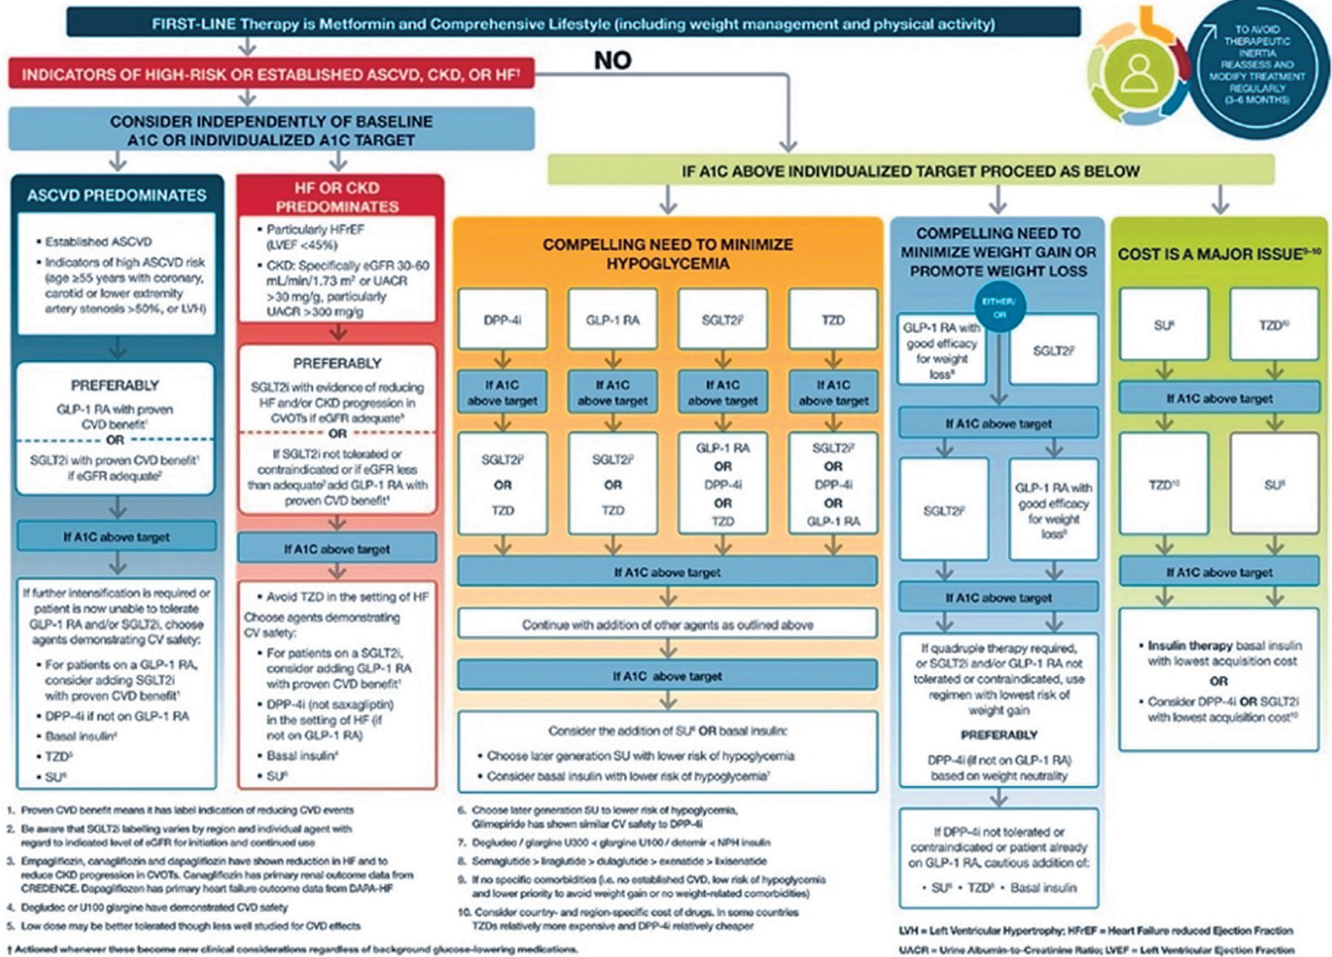 FIRST-LINE Therapy is Metformin and Comprehensive Lifestyle (including weight management and physical activity)
TO AVOID
THERAPEUTIC
INERTIA
REASSESS AND
MODIFY TREATMENT
REGULARLY
(3-6 MONTHS)
INDICATORS OF HIGH-RISK OR ESTABLISHED ASCVD, CKD, OR HF†
NO
CONSIDER INDEPENDENTLY OF BASELINE
A1C OR INDIVIDUALIZED A1C TARGET
IF A1C ABOVE INDIVIDUALIZED TARGET PROCEED AS BELOW
ASCVD PREDOMINATES
▪ Established ASCVD
▪ Indicators of high ASCVD risk
(age ≥55 years with coronary,
carotid or lower extremity
artery stenosis >50%, or LVH)
PREFERABLY
GLP-1 RA with proven
CVD benefit¹
OR
SGLT2i with proven CVD benefit¹
if eGFR adequate²
If A1C above target
If further intensification is required or
patient is now unable to tolerate
GLP-1 RA and/or SGLT2i, choose
agents demonstrating CV safety:
▪ For patients on a GLP-1 RA,
consider adding SGLT2i
with proven CVD benefit¹
▪ DPP-4i if not on GLP-1 RA
▪ Basal insulin⁴
▪ TZD⁵
▪ SU⁶
HF OR CKD
PREDOMINATES
▪ Particularly HFrEF
(LVEF <45%)
▪ CKD: Specifically eGFR 30-60
mL/min/1.73 m² or UACR
>30 mg/g, particularly
UACR >300 mg/g
PREFERABLY
SGLT2i with evidence of reducing
HF and/or CKD progression in
CVOTs if eGFR adequate³
OR
If SGLT2i not tolerated or
contraindicated or if eGFR less
than adequate² add GLP-1 RA with
proven CVD benefit¹
If A1C above target
▪ Avoid TZD in the setting of HF
Choose agents demonstrating
CV safety:
▪ For patients on a SGLT2i,
consider adding GLP-1 RA
with proven CVD benefit¹
▪ DPP-4i (not saxagliptin)
in the setting of HF (if
not on GLP-1 RA)
▪ Basal insulin⁴
▪ SU⁶
COMPELLING NEED TO MINIMIZE
HYPOGLYCEMIA
DPP-4i
GLP-1 RA
SGLT2i²
TZD
If A1C
above target
If A1C
above target
If A1C
above target
If A1C
above target
SGLT2i²
OR
TZD
SGLT2i²
OR
TZD
GLP-1 RA
OR
DPP-4i
OR
TZD
SGLT2i²
OR
DPP-4i
OR
GLP-1 RA
If A1C above target
Continue with addition of other agents as outlined above
If A1C above target
Consider the addition of SU⁶ OR basal insulin:
▪ Choose later generation SU with lower risk of hypoglycemia
▪ Consider basal insulin with lower risk of hypoglycemia⁷
COMPELLING NEED TO
MINIMIZE WEIGHT GAIN OR
PROMOTE WEIGHT LOSS
EITHER/
OR
GLP-1 RA with
good efficacy
for weight
loss⁸
SGLT2i²
If A1C above target
SGLT2i²
GLP-1 RA with
good efficacy
for weight
loss⁸
If A1C above target
If quadruple therapy required,
or SGLT2i and/or GLP-1 RA not
tolerated or contraindicated, use
regimen with lowest risk of
weight gain
PREFERABLY
DPP-4i (if not on GLP-1 RA)
based on weight neutrality
If DPP-4i not tolerated or
contraindicated or patient already
on GLP-1 RA, cautious addition of:
• SU⁶ • TZD⁵ • Basal insulin
COST IS A MAJOR ISSUE⁹⁻¹⁰
SU⁶
TZD¹⁰
If A1C above target
TZD¹⁰
SU⁶
If A1C above target
▪ Insulin therapy basal insulin
with lowest acquisition cost
OR
▪ Consider DPP-4i OR SGLT2i
with lowest acquisition cost¹⁰
1. Proven CVD benefit means it has label indication of reducing CVD events
2. Be aware that SGLT2i labelling varies by region and individual agent with
regard to indicated level of eGFR for initiation and continued use
3. Empagliflozin, canagliflozin and dapagliflozin have shown reduction in HF and to
reduce CKD progression in CVOTs. Canagliflozin has primary renal outcome data from
CREDENCE. Dapagliflozin has primary heart failure outcome data from DAPA-HF
4. Degludec or U100 glargine have demonstrated CVD safety
5. Low dose may be better tolerated though less well studied for CVD effects
† Actioned whenever these become new clinical considerations regardless of background glucose-lowering medications.
6. Choose later generation SU to lower risk of hypoglycemia,
Glimepiride has shown similar CV safety to DPP-4i
7. Degludec / glargine U300 < glargine U100 / detemir < NPH insulin
8. Semaglutide > liraglutide > dulaglutide > exenatide > lixisenatide
9. If no specific comorbidities (i.e. no established CVD, low risk of hypoglycemia
and lower priority to avoid weight gain or no weight-related comorbidities)
10. Consider country- and region-specific cost of drugs. In some countries
TZDs relatively more expensive and DPP-4i relatively cheaper
LVH = Left Ventricular Hypertrophy; HFrEF = Heart Failure reduced Ejection Fraction
UACR = Urine Albumin-to-Creatinine Ratio; LVEF = Left Ventricular Ejection Fraction